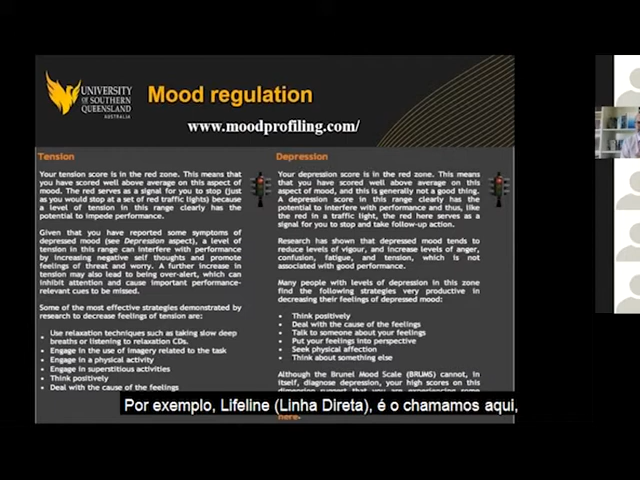 UNIVERSITY
OF SOUTHERN
QUEENSLAND
AUSTRALIA
Mood regulation
www.moodprofiling.com/
Tension
Your tension score is in the red zone. This means that
you have scored well above average on this aspect of
mood. The red serves as a signal for you to stop (just
as you would stop at a set of red traffic lights) because
a level of tension in this range clearly has the
potential to impede performance.
Given that you have reported some symptoms of
depressed mood (see Depression aspect), a level of
tension in this range can interfere with performance
by increasing negative self thoughts and promote
feelings of threat and worry. A further increase in
tension may also lead to being over-alert, which can
inhibit attention and cause important performance-
relevant cues to be missed.
Some of the most effective strategies demonstrated by
research to decrease feelings of tension are:
Use relaxation techniques such as taking slow deep
breaths or listening to relaxation CDs.
Engage in the use of imagery related to the task
Engage in a physical activity
Engage in superstitious activities
Think positively
Deal with the cause of the feelings
Depression
Your depression score is in the red zone. This means
that you have scored well above average on this
aspect of mood, and this is generally not a good thing.
A depression score in this range clearly has the
potential to interfere with performance and thus, like
the red in a traffic light, the red here serves as a
signal for you to stop and take follow-up action.
Research has shown that depressed mood tends to
reduce levels of vigour, and increase levels of anger,
confusion, fatigue, and tension, which is not
associated with good performance.
Many people with levels of depression in this zone
find the following strategies very productive in
decreasing their feelings of depressed mood:
Think positively
Deal with the cause of the feelings
Talk to someone about your feelings
Put your feelings into perspective
Seek physical affection
Think about something else
Although the Brunel Mood Scale (BRUMS) cannot, in
itself, diagnose depression, your high scores on this
dimension suggest that you are experiencing some
Por exemplo, Lifeline (Linha Direta), é o chamamos aqui,
here.